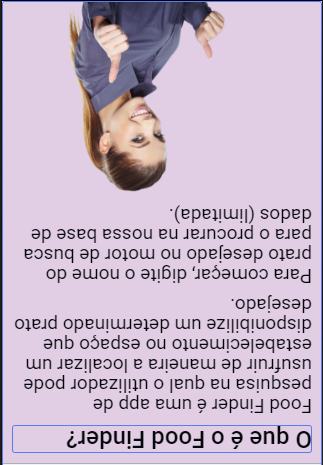 O que é o Food Finder?
Food Finder é uma app de
pesquisa na qual o utilizador pode
usufruir de maneira a localizar um
estabelecimento no espaço que
disponibilize um determinado prato
desejado.
Para começar, digite o nome do
prato desejado no motor de busca
para o procurar na nossa base de
dados (limitada).